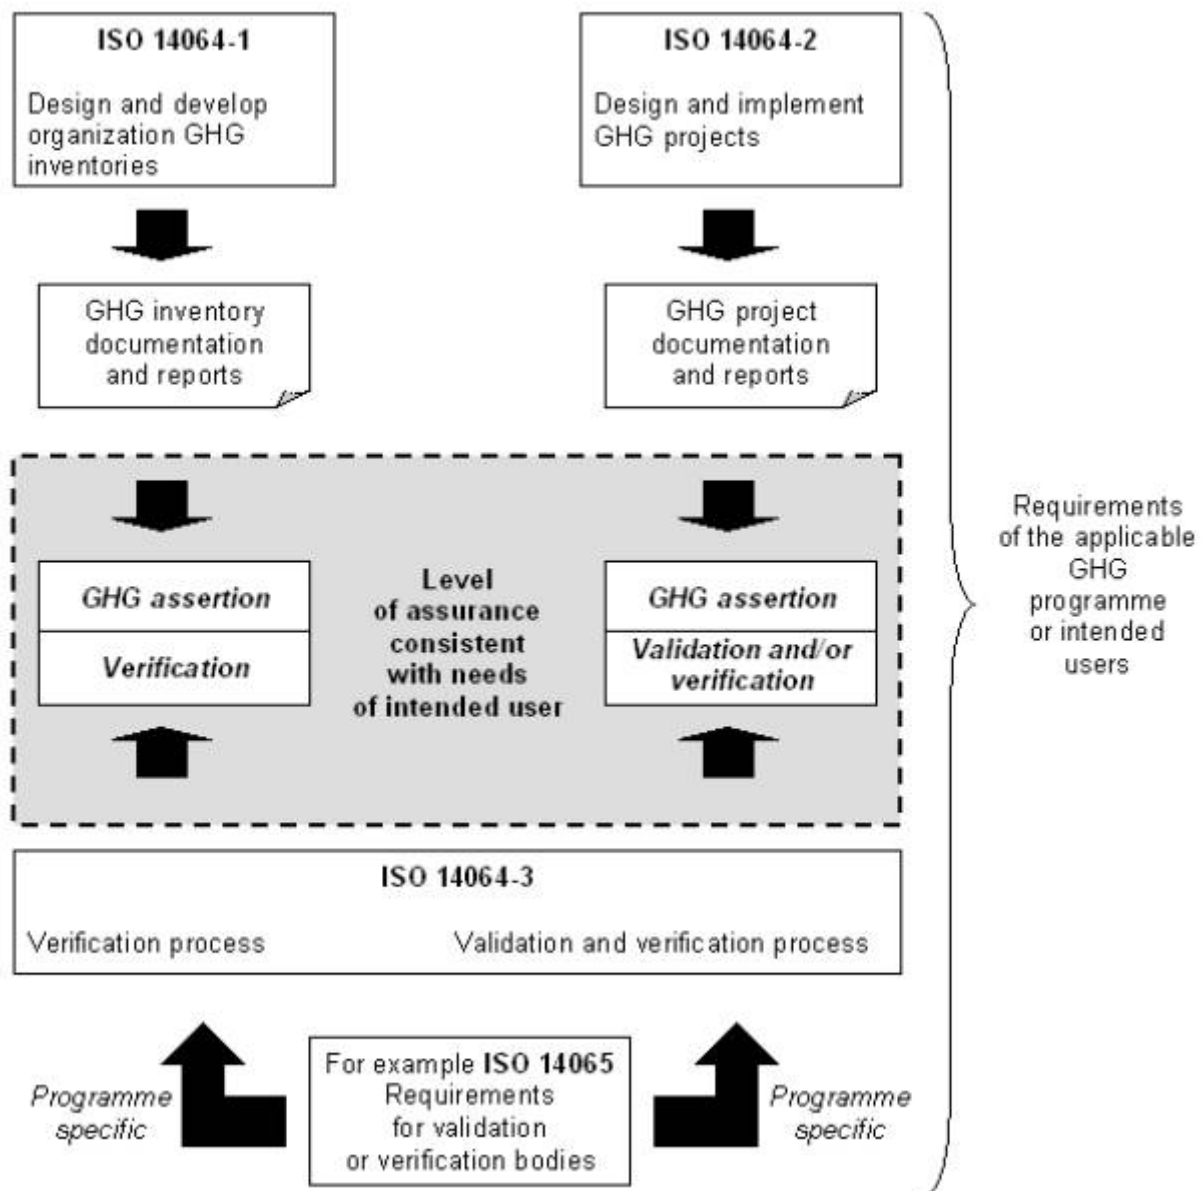 ISO 14064-1
Design and develop
organization GHG
inventories
ISO 14064-2
Design and implement
GHG projects
GHG inventory
documentation
and reports
GHG project
documentation
and reports
GHG assertion
Verification
Level
of assurance
consistent
with needs
of intended user
GHG assertion
Validation and/or
verification
Requirements
of the applicable
GHG
programme
or intended
users
ISO 14064-3
Verification process
Validation and verification process
Programme
specific
For example ISO 14065
Requirements
for validation
or verification bodies
Programme
specific